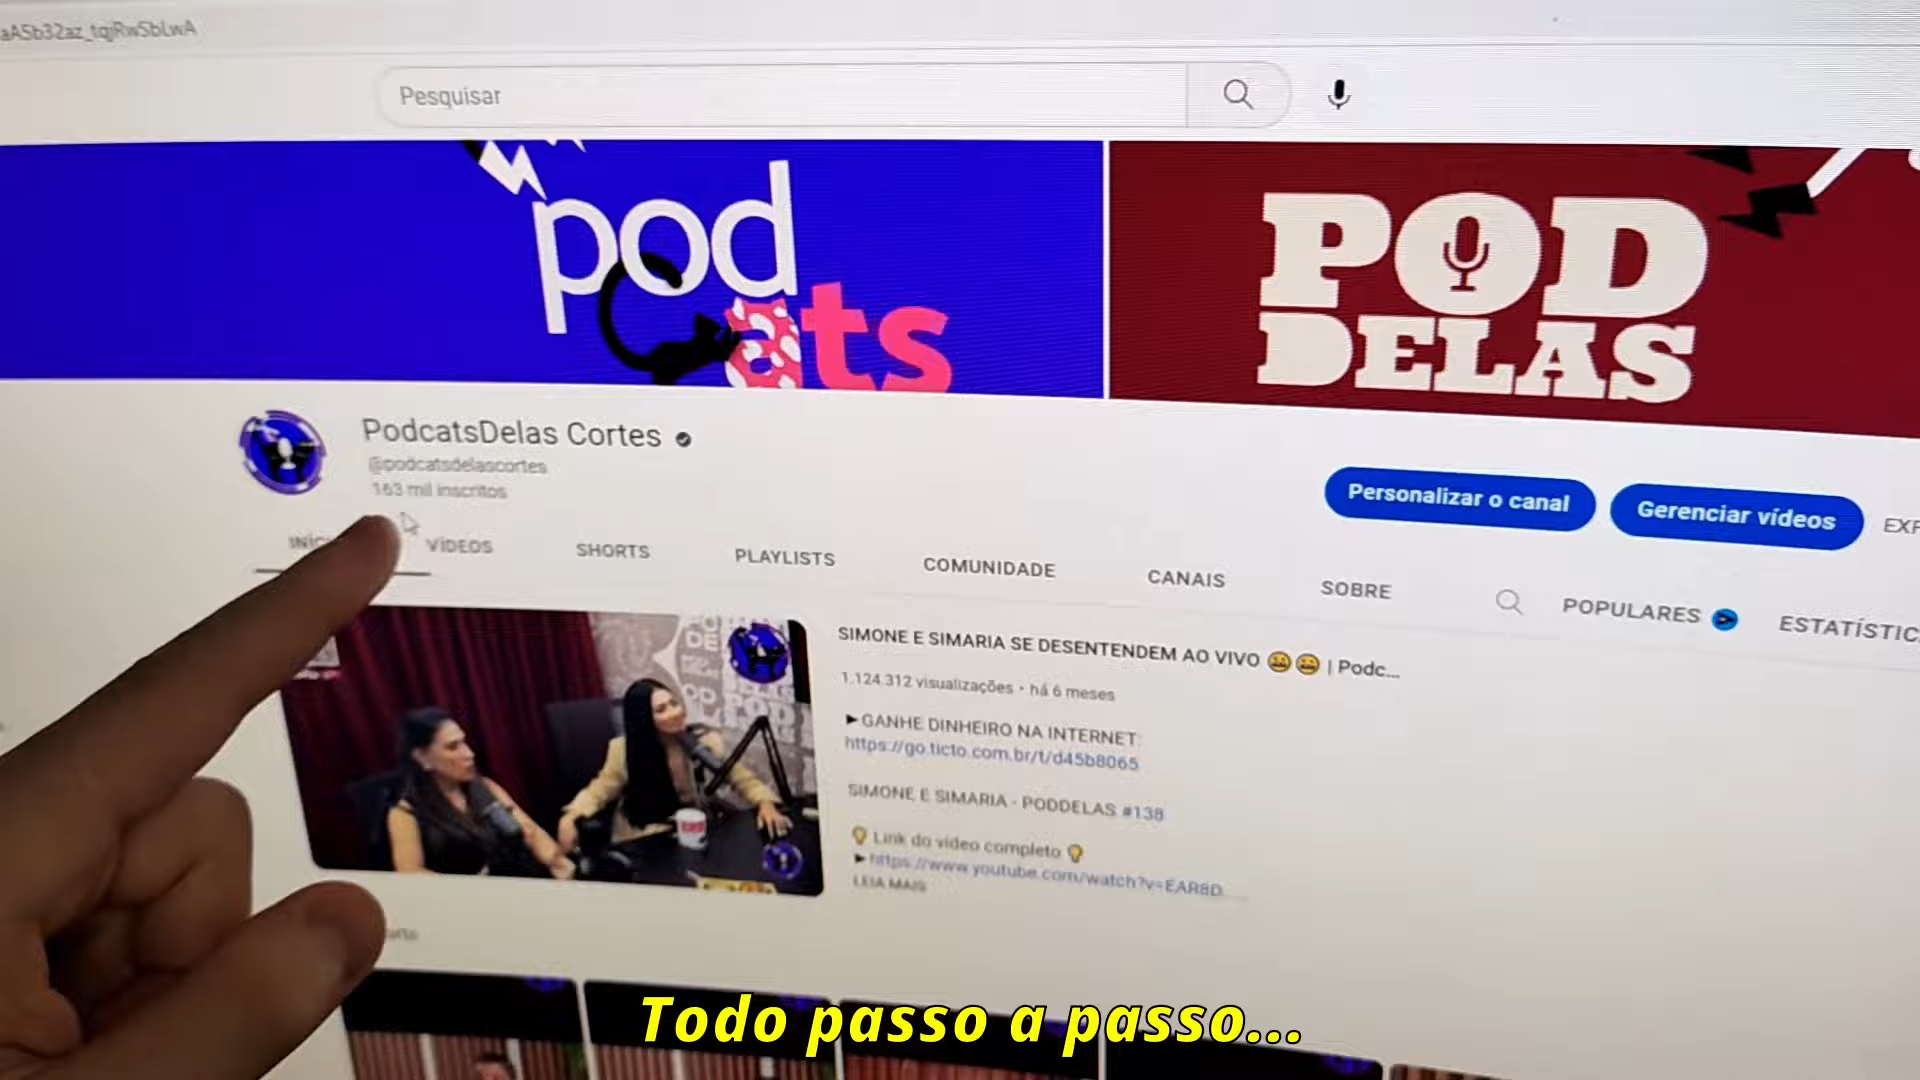 aASb32az_tqjRwSbLwA
Pesquisar
pod
cats
POD
DELAS
PodcatsDelas Cortes
@podcatsdelascortes
163 mil inscritos
Personalizar o canal
Gerenciar vídeos
INÍC
VÍDEOS
SHORTS
PLAYLISTS
COMUNIDADE
CANAIS
SOBRE
POPULARES
ESTATÍSTIC
SIMONE E SIMARIA SE DESENTENDEM AO VIVO 😄😄 | Podc...
1.124.312 visualizações • há 6 meses
►GANHE DINHEIRO NA INTERNET:
https://go.ticto.com.br/t/d45b8065
SIMONE E SIMARIA - PODDELAS #138
💡 Link do vídeo completo 💡
►https://www.youtube.com/watch?v=EAR8D...
LEIA MAIS
Todo passo a passo...